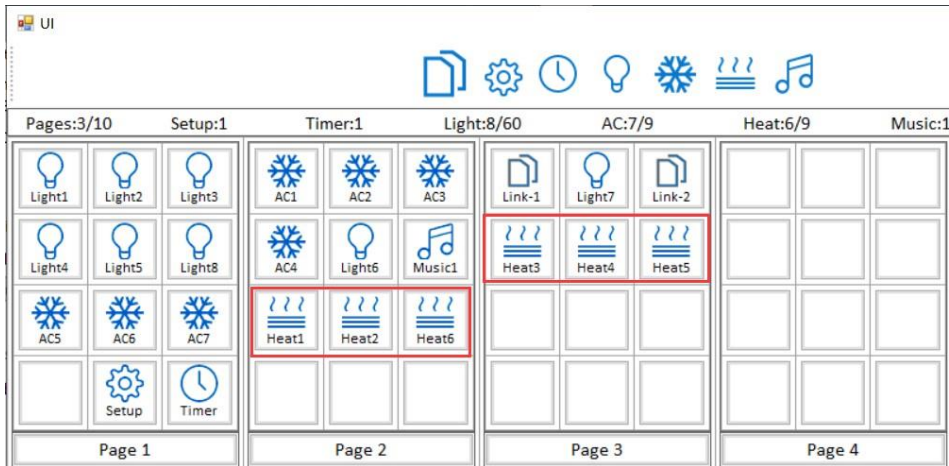 UI
Pages:3/10 Setup:1 Timer:1 Light:8/60 AC:7/9 Heat:6/9 Music:1
Light1 Light2 Light3 AC1 AC2 AC3 Link-1 Light7 Link-2
Light4 Light5 Light8 AC4 Light6 Music1 Heat3 Heat4 Heat5
AC5 AC6 AC7 Heat1 Heat2 Heat6
Setup Timer
Page 1 Page 2 Page 3 Page 4